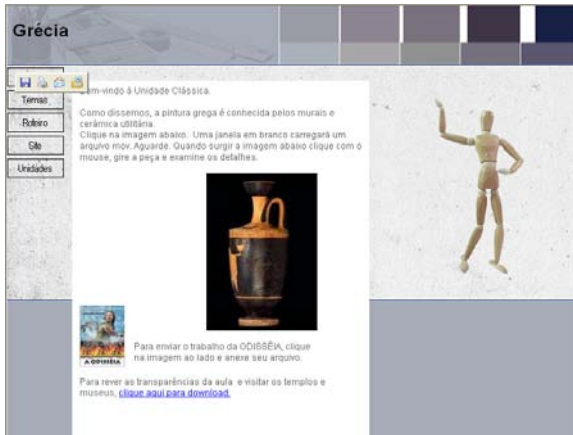 Grécia
Temas
Roteiro
Site
Unidades
Bem-vindo à Unidade Clássica.
Como dissemos, a pintura grega é conhecida pelos murais e
cerâmica utilitária.
Clique na imagem abaixo. Uma janela em branco carregará um
arquivo mov. Aguarde. Quando surgir a imagem abaixo clique com o
mouse, gire a peça e examine os detalhes.
A ODISSÉIA
Para enviar o trabalho da ODISSÉIA, clique
na imagem ao lado e anexe seu arquivo.
Para rever as transparências da aula e visitar os templos e
museus, clique aqui para download.